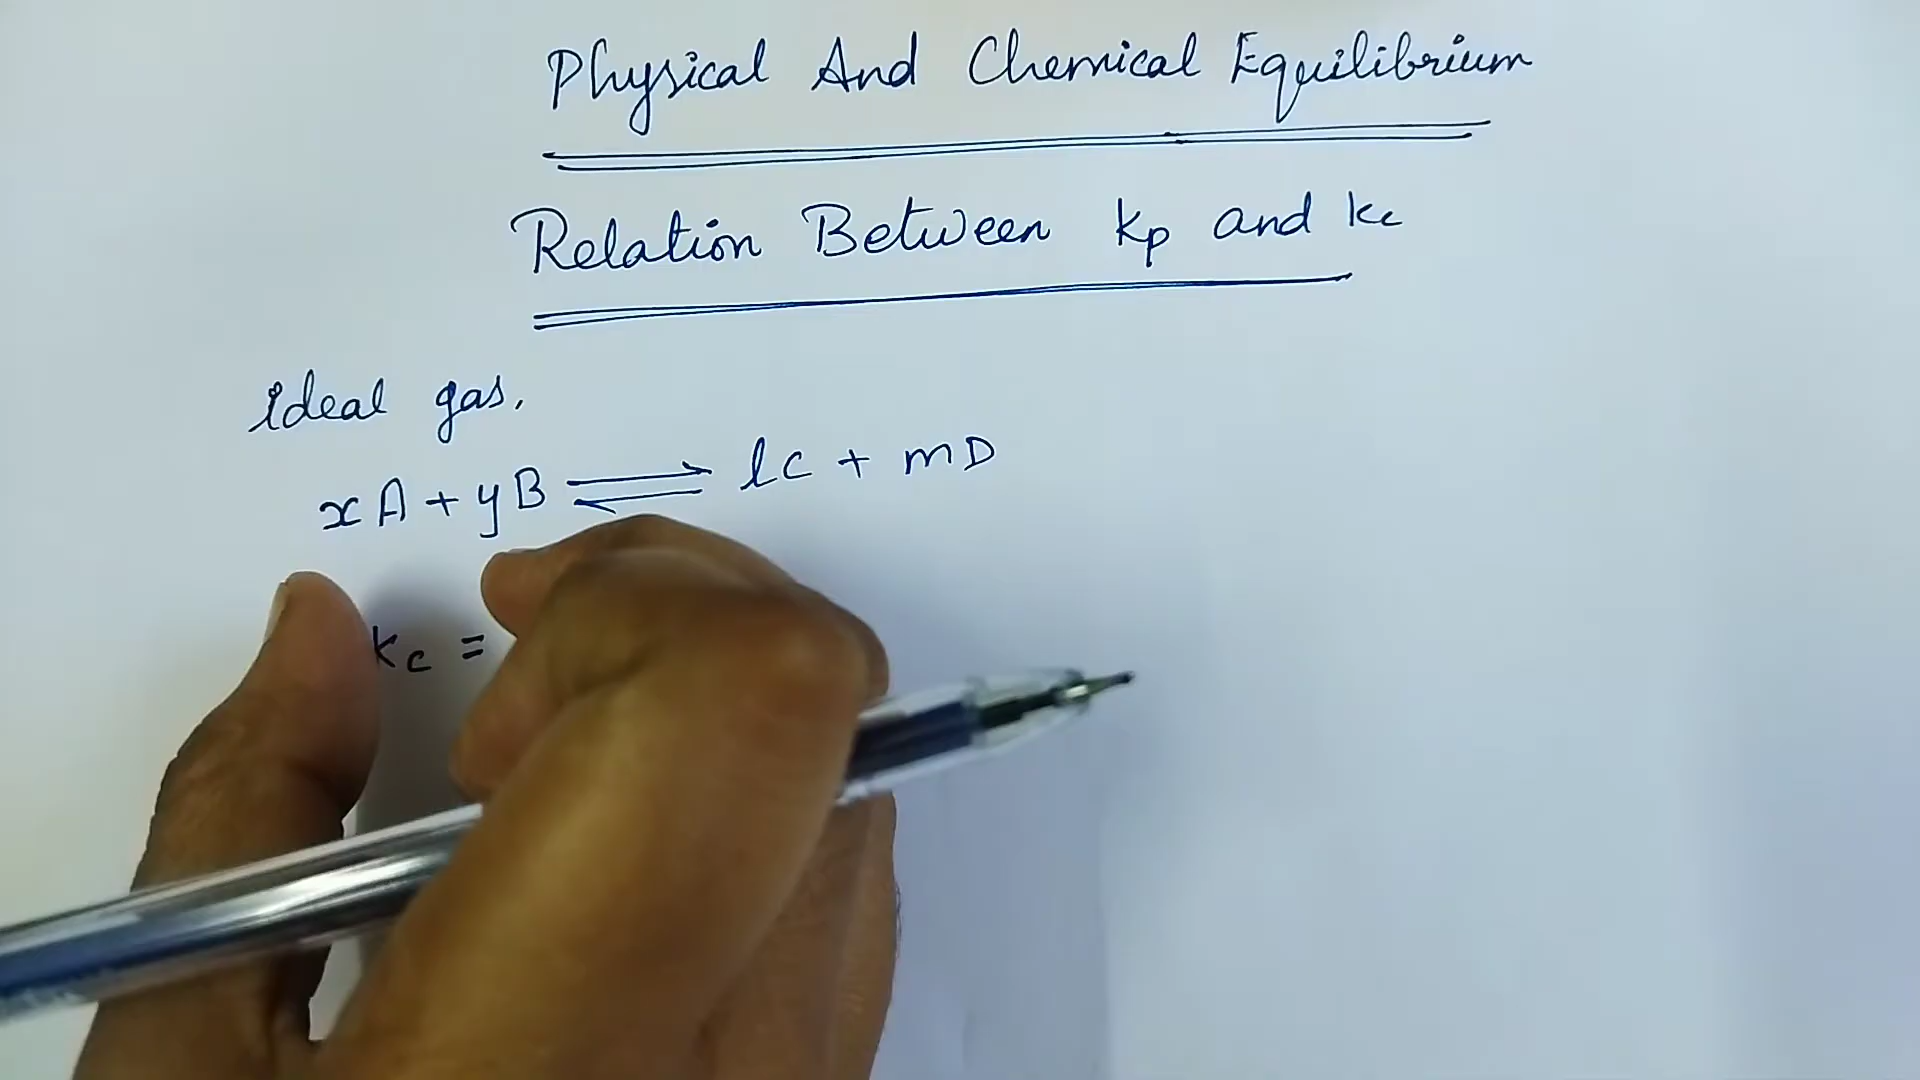 Physical And Chemical Equilibrium
Relation Between kp and kc
ideal gas,
xA + yB ⇌ lC + mD
kc =